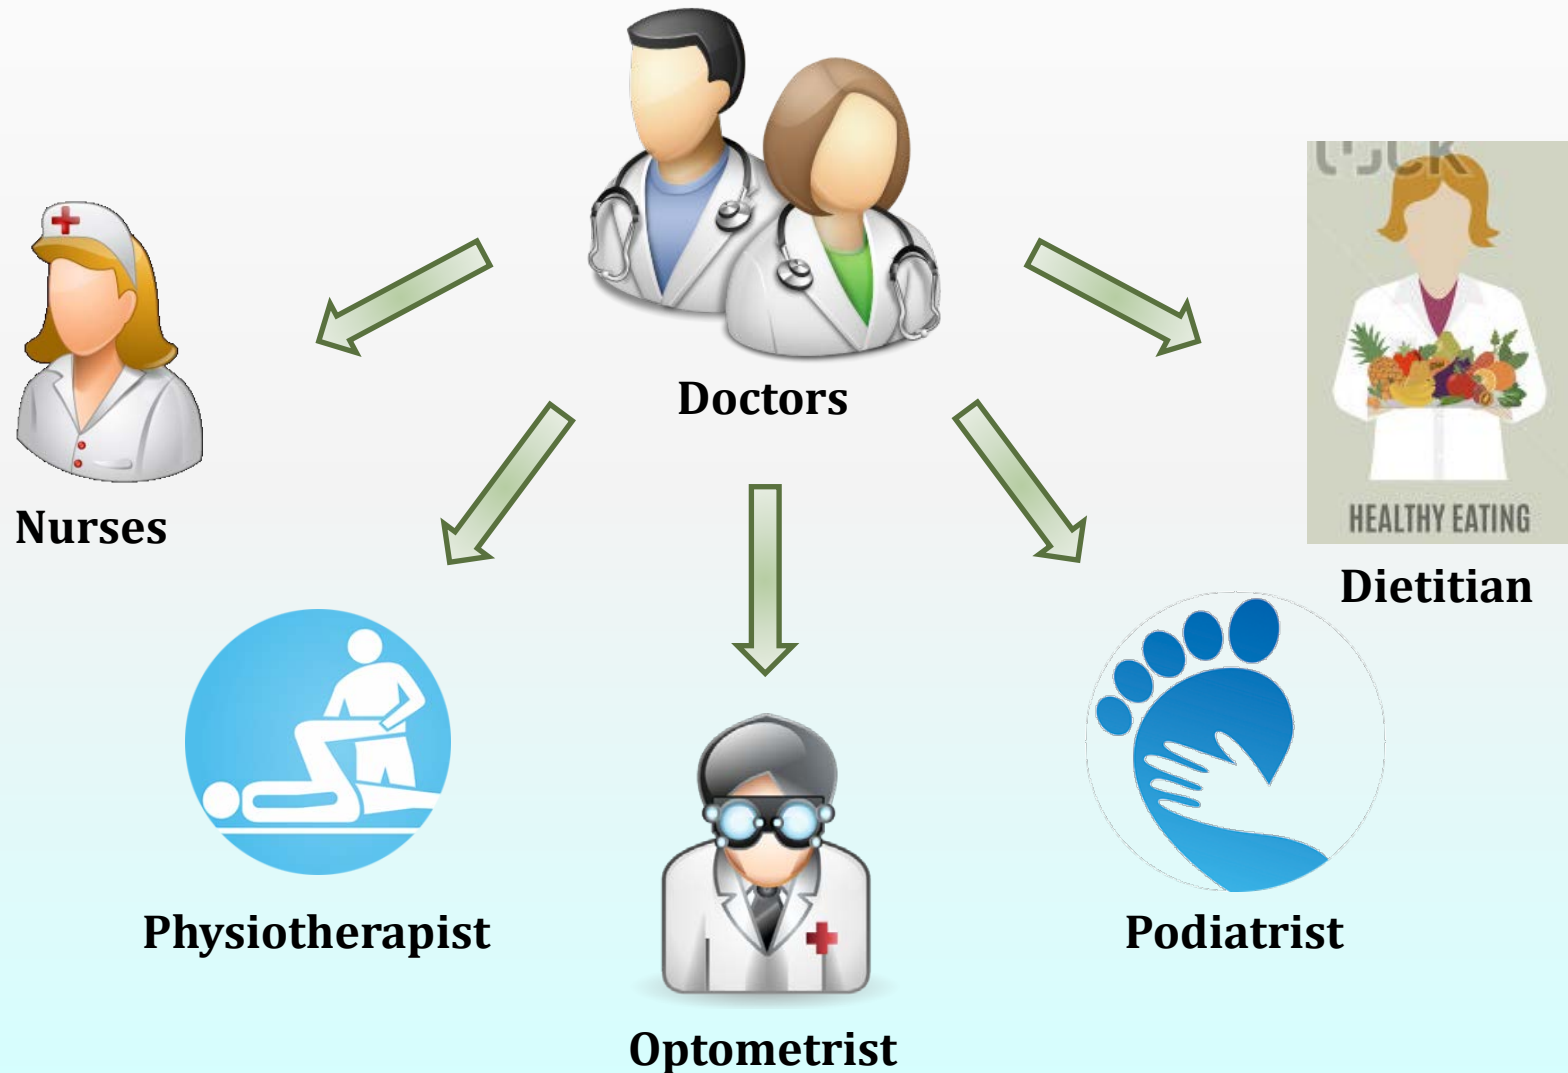 Doctors
Nurses
HEALTHY EATING
Dietitian
Physiotherapist
Podiatrist
Optometrist